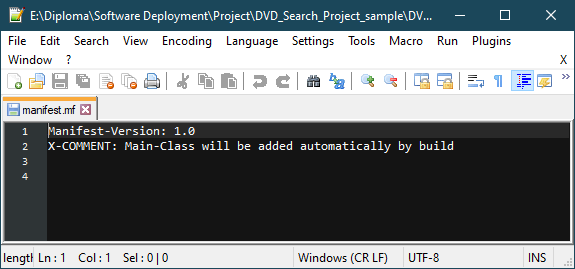 E:\Diploma\Software Deployment\Project\DVD_Search_Project_sample\DV...
File Edit Search View Encoding Language Settings Tools Macro Run Plugins
Window ? X
manifest.mf
1 Manifest-Version: 1.0
2 X-COMMENT: Main-Class will be added automatically by build
3
4
length Ln : 1 Col : 1 Sel : 0 | 0 Windows (CR LF) UTF-8 INS